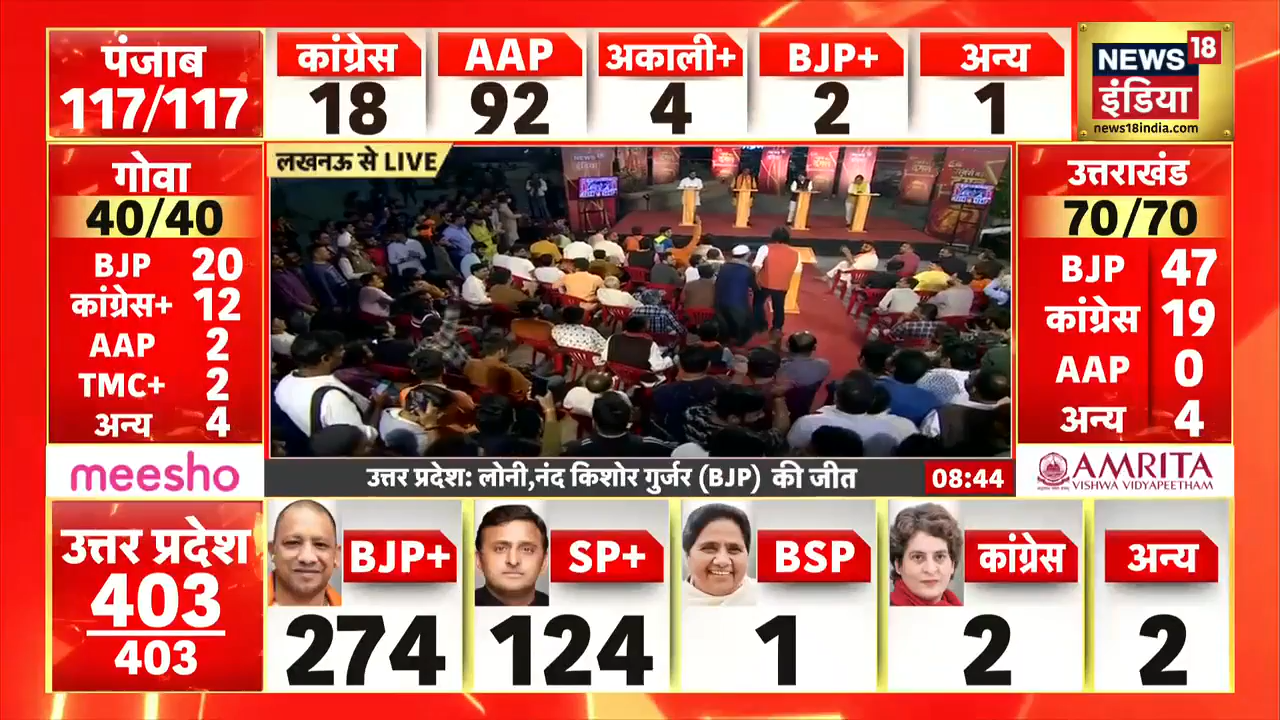 पंजाब
117/117
कांग्रेस
18
AAP
92
अकाली+
4
BJP+
2
अन्य
1
NEWS 18
इंडिया
news18india.com
गोवा
40/40
BJP 20
कांग्रेस+ 12
AAP 2
TMC+ 2
अन्य 4
लखनऊ से LIVE
NEWS 18
उत्तराखंड
70/70
BJP 47
कांग्रेस 19
AAP 0
अन्य 4
meesho
उत्तर प्रदेश: लोनी,नंद किशोर गुर्जर (BJP) की जीत
08:44
AMRITA
VISHWA VIDYAPEETHAM
उत्तर प्रदेश
403
403
BJP+
274
SP+
124
BSP
1
कांग्रेस
2
अन्य
2